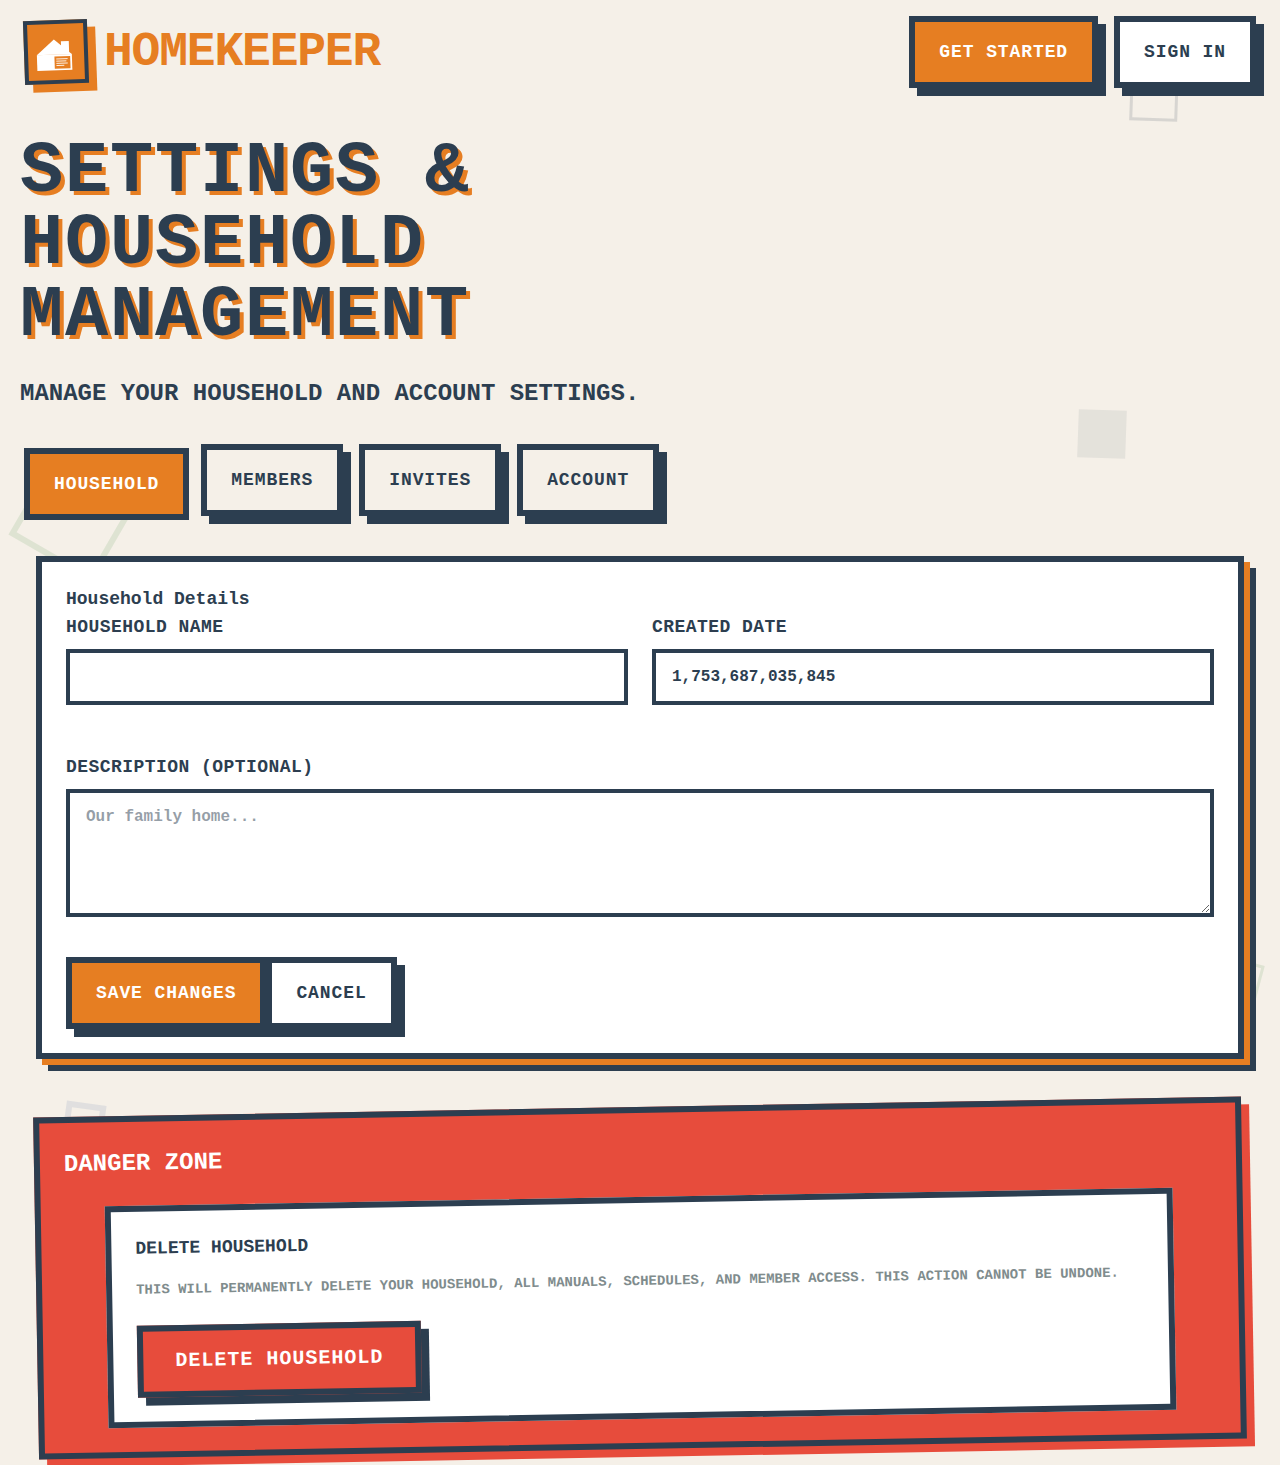 HOMEKEEPER
GET STARTED
SIGN IN
SETTINGS &
HOUSEHOLD
MANAGEMENT
MANAGE YOUR HOUSEHOLD AND ACCOUNT SETTINGS.
HOUSEHOLD
MEMBERS
INVITES
ACCOUNT
Household Details
HOUSEHOLD NAME
CREATED DATE
1,753,687,035,845
DESCRIPTION (OPTIONAL)
Our family home...
SAVE CHANGES
CANCEL
DANGER ZONE
DELETE HOUSEHOLD
THIS WILL PERMANENTLY DELETE YOUR HOUSEHOLD, ALL MANUALS, SCHEDULES, AND MEMBER ACCESS. THIS ACTION CANNOT BE UNDONE.
DELETE HOUSEHOLD